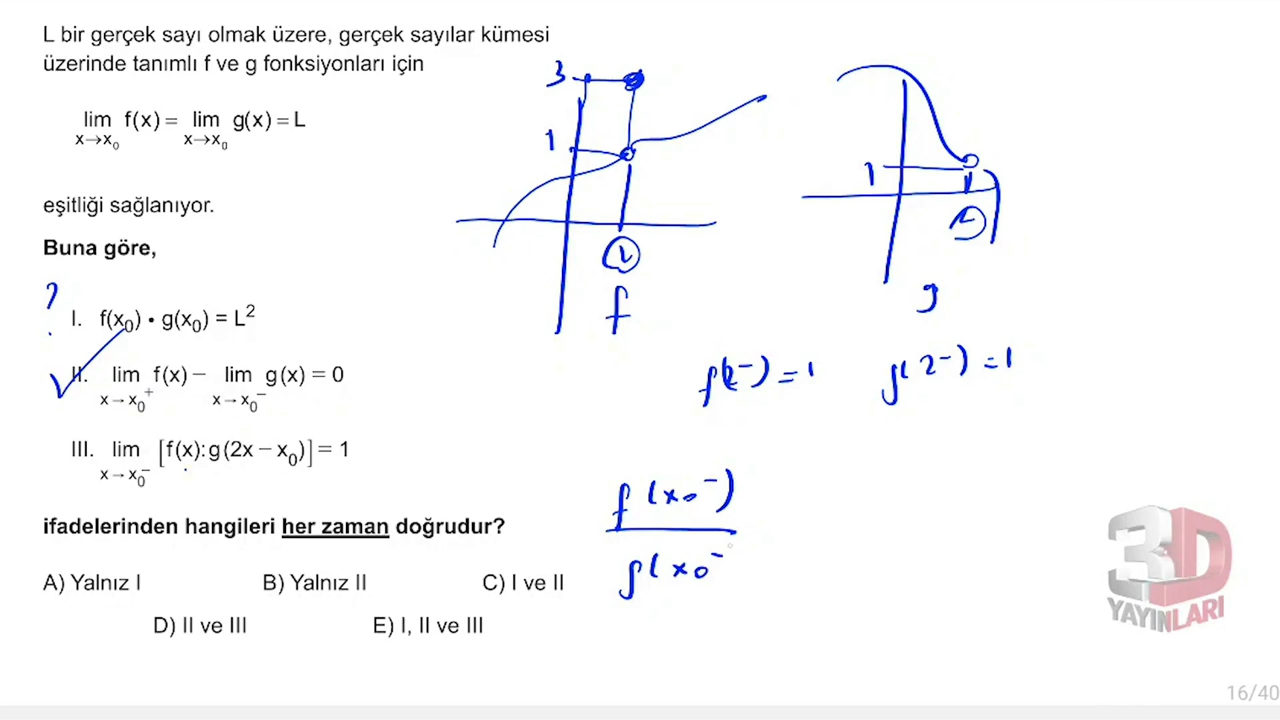 L bir gerçek sayı olmak üzere, gerçek sayılar kümesi
üzerinde tanımlı f ve g fonksiyonları için
lim x→x₀ f(x) = lim x→x₀ g(x) = L
eşitliği sağlanıyor.
Buna göre,
?
I. f(x₀) • g(x₀) = L²
II. lim x→x₀⁺ f(x) − lim x→x₀⁻ g(x) = 0
III. lim x→x₀⁻ [f(x):g(2x − x₀)] = 1
ifadelerinden hangileri her zaman doğrudur?
A) Yalnız I B) Yalnız II C) I ve II
D) II ve III E) I, II ve III
3
1
2
f
1
g
f(2⁻) = 1 g(2⁻) = 1
f(x₀⁻)
g(x₀⁻
3D
YAYINLARI
16/40